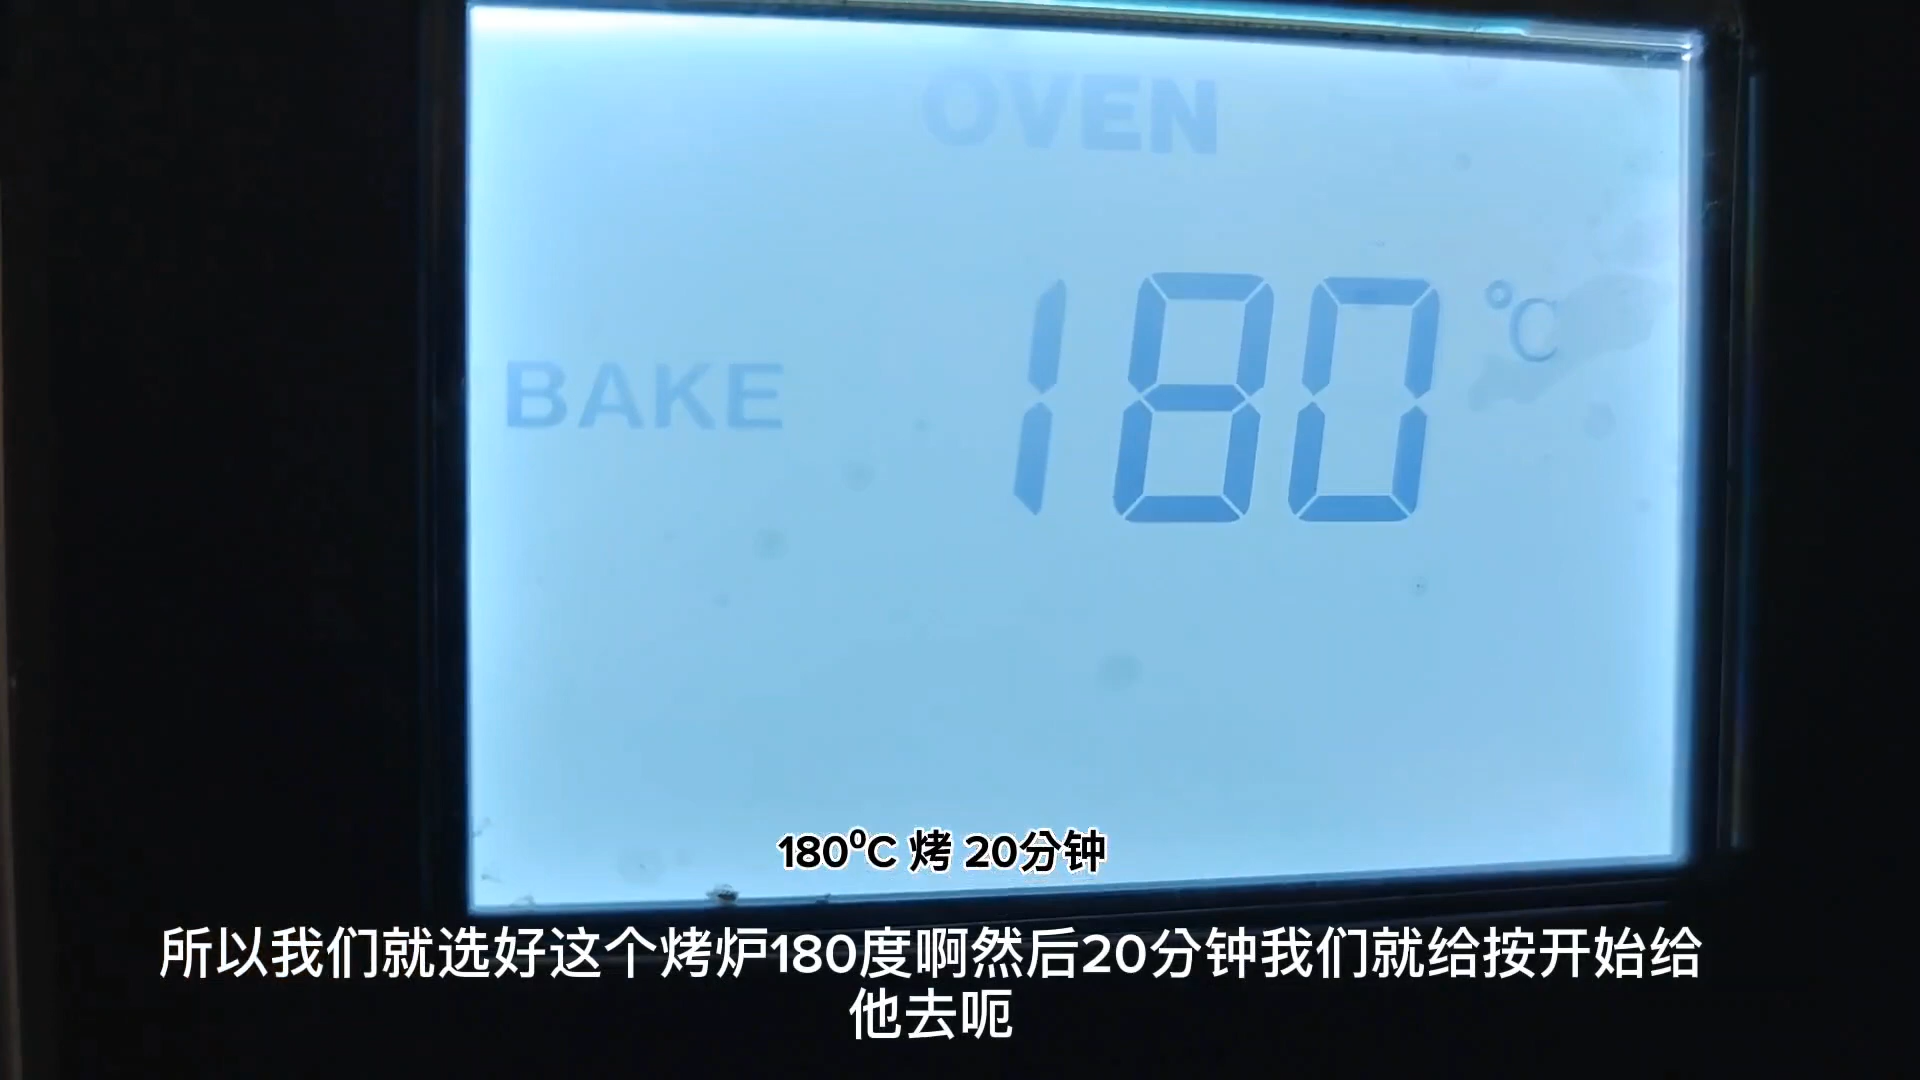 OVEN
BAKE 180 °C
180°C 烤 20分钟
所以我们就选好这个烤炉180度啊然后20分钟我们就给按开始给
他去呃